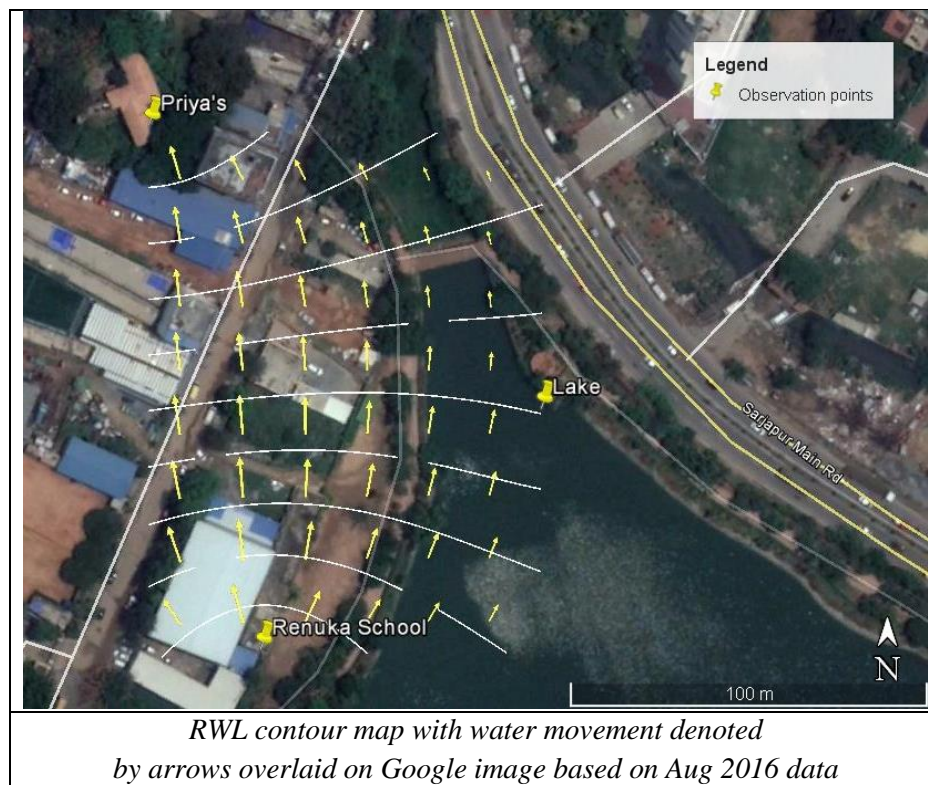 Legend
Observation points
Priya's
Lake
Sarjapur Main Rd
Renuka School
N
100 m
RWL contour map with water movement denoted
by arrows overlaid on Google image based on Aug 2016 data